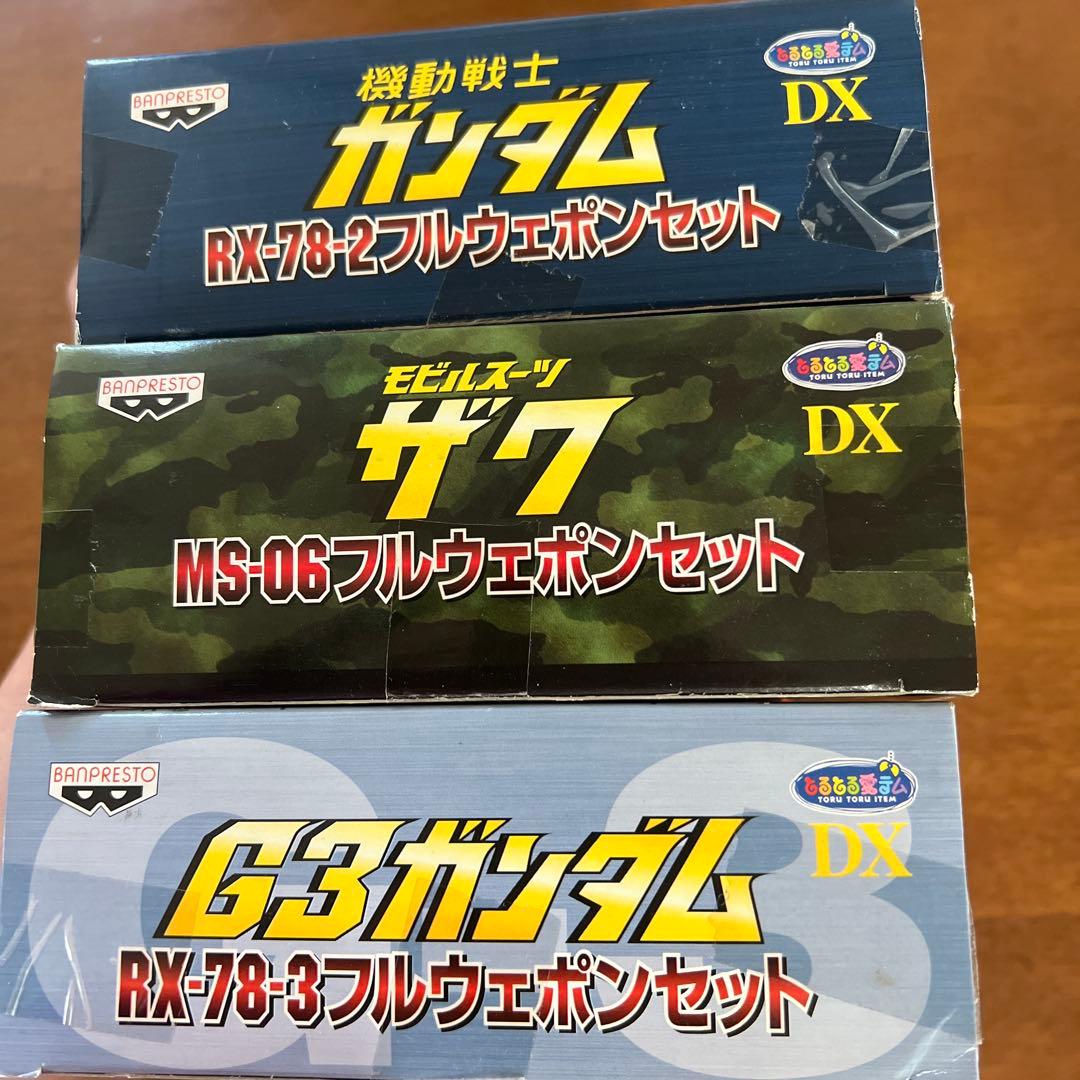 BANPRESTO
機動戦士
ガンダム
RX-78-2フルウェポンセット
とるとる愛テム
TORU TORU ITEM
DX
BANPRESTO
モビルスーツ
ザク
MS-06フルウェポンセット
とるとる愛テム
TORU TORU ITEM
DX
BANPRESTO
G3ガンダム
RX-78-3フルウェポンセット
とるとる愛テム
TORU TORU ITEM
DX
G-3